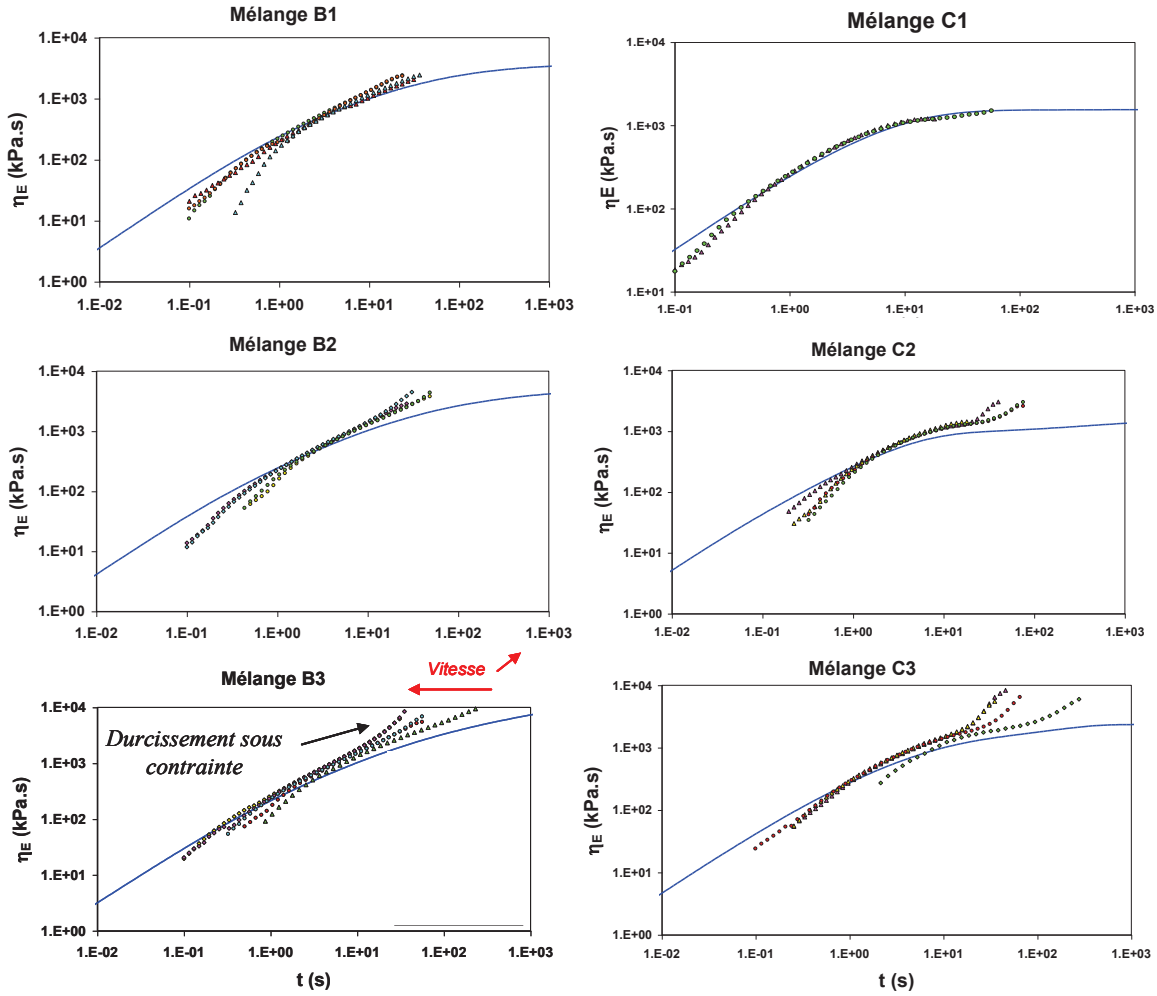 Mélange B1
η_E (kPa.s)
1.E+04
1.E+03
1.E+02
1.E+01
1.E+00
1.E-02 1.E-01 1.E+00 1.E+01 1.E+02 1.E+03
Mélange C1
ηE (kPa.s)
1.E+04
1.E+03
1.E+02
1.E+01
1.E-01 1.E+00 1.E+01 1.E+02 1.E+03
Mélange B2
η_E (kPa.s)
1.E+04
1.E+03
1.E+02
1.E+01
1.E+00
1.E-02 1.E-01 1.E+00 1.E+01 1.E+02 1.E+03
Mélange C2
η_E (kPa.s)
1.E+04
1.E+03
1.E+02
1.E+01
1.E+00
1.E-02 1.E-01 1.E+00 1.E+01 1.E+02 1.E+03
Vitesse
Mélange B3
Durcissement sous
contrainte
η_E (kPa.s)
1.E+04
1.E+03
1.E+02
1.E+01
1.E+00
1.E-02 1.E-01 1.E+00 1.E+01 1.E+02 1.E+03
t (s)
Mélange C3
η_E (kPa.s)
1.E+04
1.E+03
1.E+02
1.E+01
1.E+00
1.E-02 1.E-01 1.E+00 1.E+01 1.E+02 1.E+03
t (s)